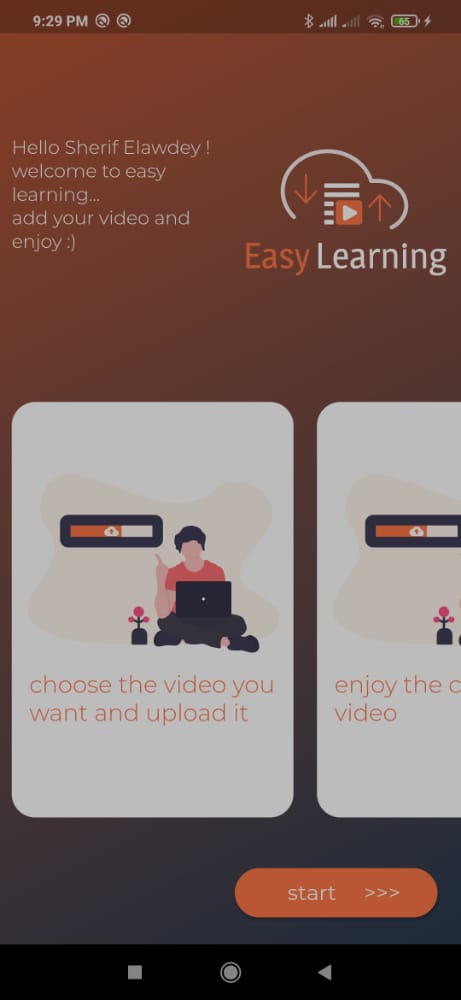 9:29 PM
65
Hello Sherif Elawdey !
welcome to easy
learning...
add your video and
enjoy :)
Easy Learning
choose the video you
want and upload it
enjoy the c
video
start >>>